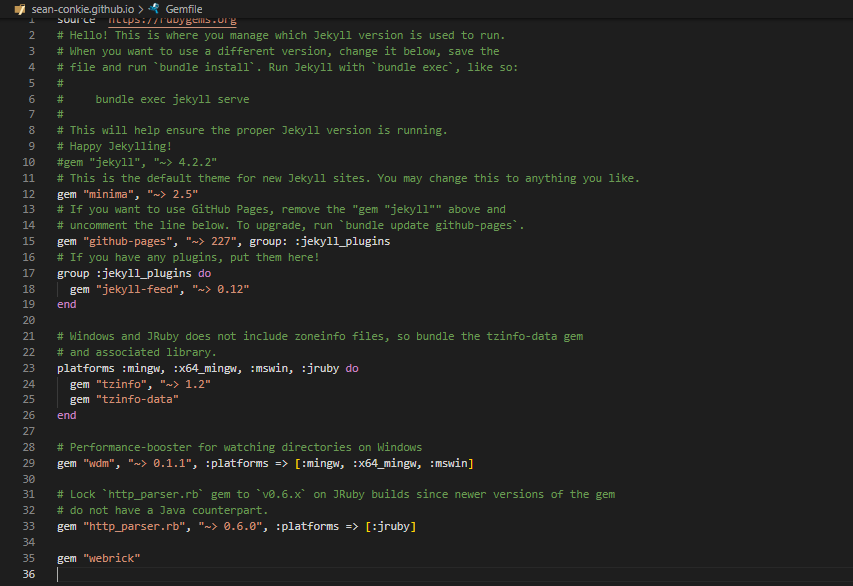 sean-conkie.github.io > Gemfile
1 source "https://rubygems.org"
2 # Hello! This is where you manage which Jekyll version is used to run.
3 # When you want to use a different version, change it below, save the
4 # file and run `bundle install`. Run Jekyll with `bundle exec`, like so:
5 #
6 #     bundle exec jekyll serve
7 #
8 # This will help ensure the proper Jekyll version is running.
9 # Happy Jekylling!
10 #gem "jekyll", "~> 4.2.2"
11 # This is the default theme for new Jekyll sites. You may change this to anything you like.
12 gem "minima", "~> 2.5"
13 # If you want to use GitHub Pages, remove the "gem "jekyll"" above and
14 # uncomment the line below. To upgrade, run `bundle update github-pages`.
15 gem "github-pages", "~> 227", group: :jekyll_plugins
16 # If you have any plugins, put them here!
17 group :jekyll_plugins do
18   gem "jekyll-feed", "~> 0.12"
19 end
20
21 # Windows and JRuby does not include zoneinfo files, so bundle the tzinfo-data gem
22 # and associated library.
23 platforms :mingw, :x64_mingw, :mswin, :jruby do
24   gem "tzinfo", "~> 1.2"
25   gem "tzinfo-data"
26 end
27
28 # Performance-booster for watching directories on Windows
29 gem "wdm", "~> 0.1.1", :platforms => [:mingw, :x64_mingw, :mswin]
30
31 # Lock `http_parser.rb` gem to `v0.6.x` on JRuby builds since newer versions of the gem
32 # do not have a Java counterpart.
33 gem "http_parser.rb", "~> 0.6.0", :platforms => [:jruby]
34
35 gem "webrick"
36